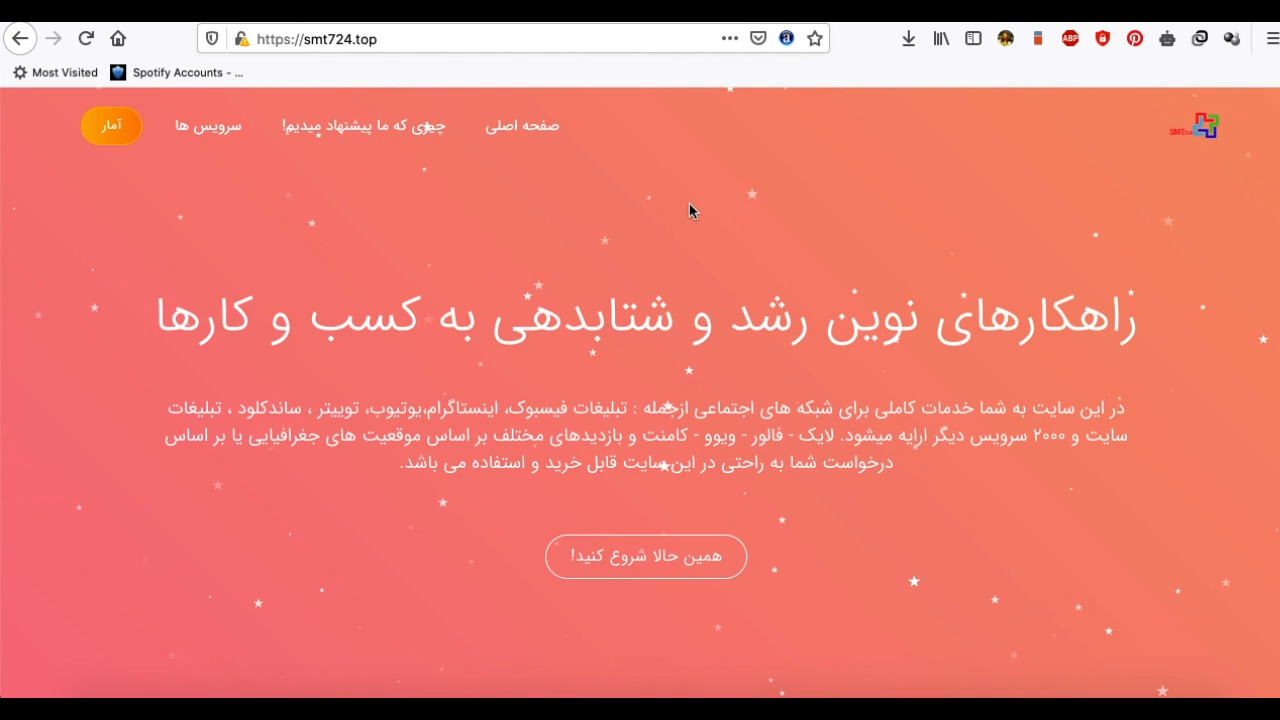 https://smt724.top
Most Visited
Spotify Accounts - ...
ABP
SMT
صفحه اصلی
چیزی که ما پیشنهاد میدیم!
سرویس ها
آمار
راهکارهای نوین رشد و شتابدهی به کسب و کارها
در این سایت به شما خدمات کاملی برای شبکه های اجتماعی ازجمله : تبلیغات فیسبوک، اینستاگرام،یوتیوب، توییتر ، ساندکلود ، تبلیغات
سایت و ۲۰۰۰ سرویس دیگر ارایه میشود. لایک - فالور - ویوو - کامنت و بازدیدهای مختلف بر اساس موقعیت های جغرافیایی یا بر اساس
درخواست شما به راحتی در این سایت قابل خرید و استفاده می باشد.
همین حالا شروع کنید!